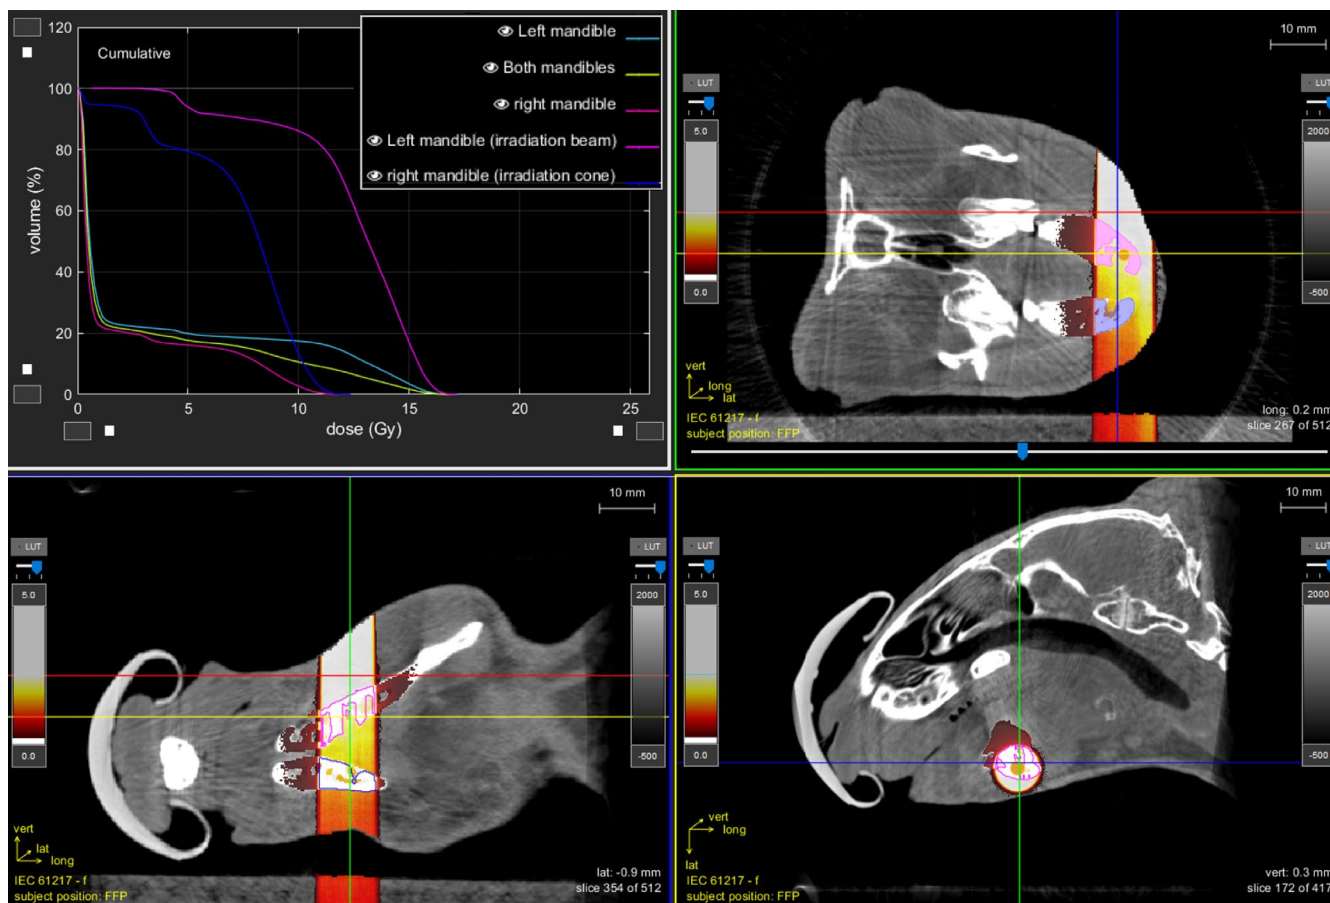 120
100
80
60
40
20
0
volume (%)
Cumulative
Left mandible
Both mandibles
right mandible
Left mandible (irradiation beam)
right mandible (irradiation cone)
0 5 10 15 20 25
dose (Gy)
10 mm
LUT
5.0
0.0
LUT
2000
-500
vert
long
lat
IEC 61217 - f
subject position: FFP
long: 0.2 mm
slice 267 of 512
10 mm
LUT
5.0
0.0
LUT
2000
-500
vert
lat
long
IEC 61217 - f
subject position: FFP
lat: -0.9 mm
slice 354 of 512
10 mm
LUT
5.0
0.0
LUT
2000
-500
vert
long
lat
IEC 61217 - f
subject position: FFP
vert: 0.3 mm
slice 172 of 417